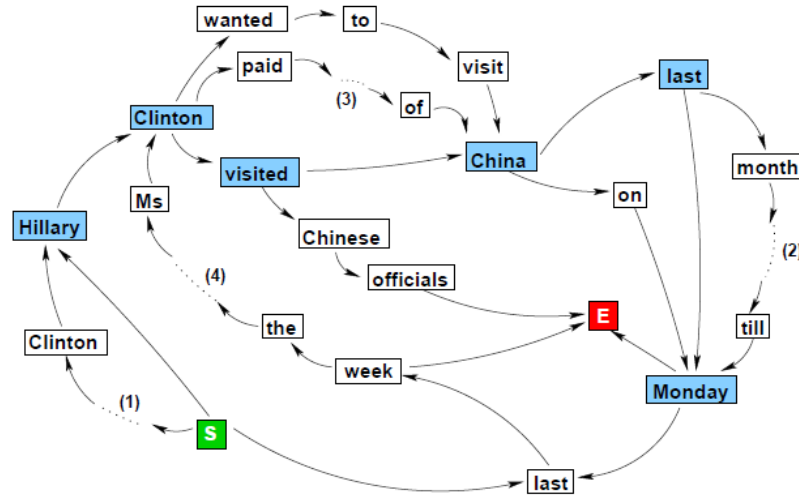 wanted
to
paid
visit
(3)
of
last
Clinton
China
month
visited
Ms
on
Hillary
Chinese
(4)
officials
(2)
the
E
till
Clinton
week
Monday
(1)
S
last